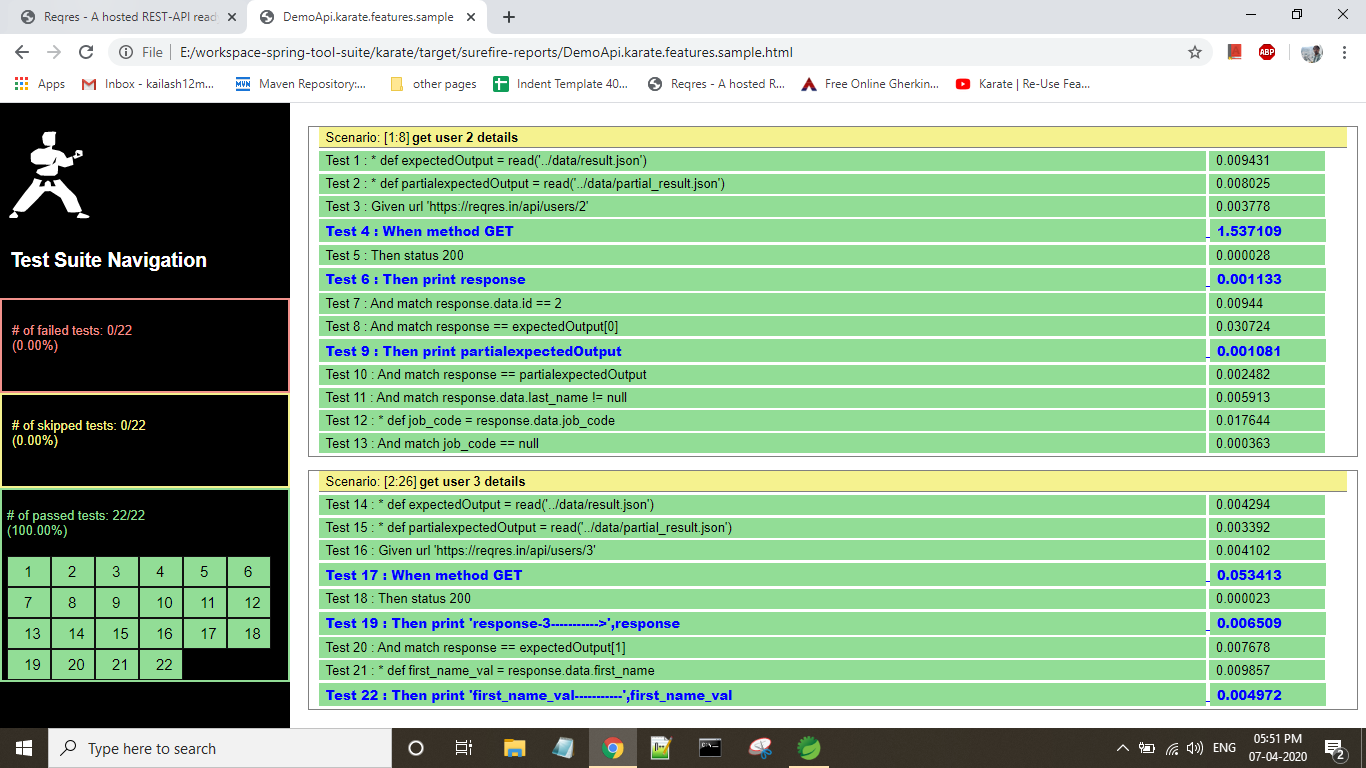 Reqres - A hosted REST-API read
DemoApi.karate.features.sample
File
E:/workspace-spring-tool-suite/karate/target/surefire-reports/DemoApi.karate.features.sample.html
ABP
Apps
Inbox - kailash12m...
MVN
Maven Repository:...
other pages
Indent Template 40...
Reqres - A hosted R...
Free Online Gherkin...
Karate | Re-Use Fea...
Test Suite Navigation
# of failed tests: 0/22
(0.00%)
# of skipped tests: 0/22
(0.00%)
# of passed tests: 22/22
(100.00%)
1 2 3 4 5 6
7 8 9 10 11 12
13 14 15 16 17 18
19 20 21 22
Scenario: [1:8] get user 2 details
Test 1 : * def expectedOutput = read('../data/result.json') 0.009431
Test 2 : * def partialexpectedOutput = read('../data/partial_result.json') 0.008025
Test 3 : Given url 'https://reqres.in/api/users/2' 0.003778
Test 4 : When method GET 1.537109
Test 5 : Then status 200 0.000028
Test 6 : Then print response 0.001133
Test 7 : And match response.data.id == 2 0.00944
Test 8 : And match response == expectedOutput[0] 0.030724
Test 9 : Then print partialexpectedOutput 0.001081
Test 10 : And match response == partialexpectedOutput 0.002482
Test 11 : And match response.data.last_name != null 0.005913
Test 12 : * def job_code = response.data.job_code 0.017644
Test 13 : And match job_code == null 0.000363
Scenario: [2:26] get user 3 details
Test 14 : * def expectedOutput = read('../data/result.json') 0.004294
Test 15 : * def partialexpectedOutput = read('../data/partial_result.json') 0.003392
Test 16 : Given url 'https://reqres.in/api/users/3' 0.004102
Test 17 : When method GET 0.053413
Test 18 : Then status 200 0.000023
Test 19 : Then print 'response-3----------->',response 0.006509
Test 20 : And match response == expectedOutput[1] 0.007678
Test 21 : * def first_name_val = response.data.first_name 0.009857
Test 22 : Then print 'first_name_val-----------',first_name_val 0.004972
Type here to search
ENG
05:51 PM
07-04-2020
2